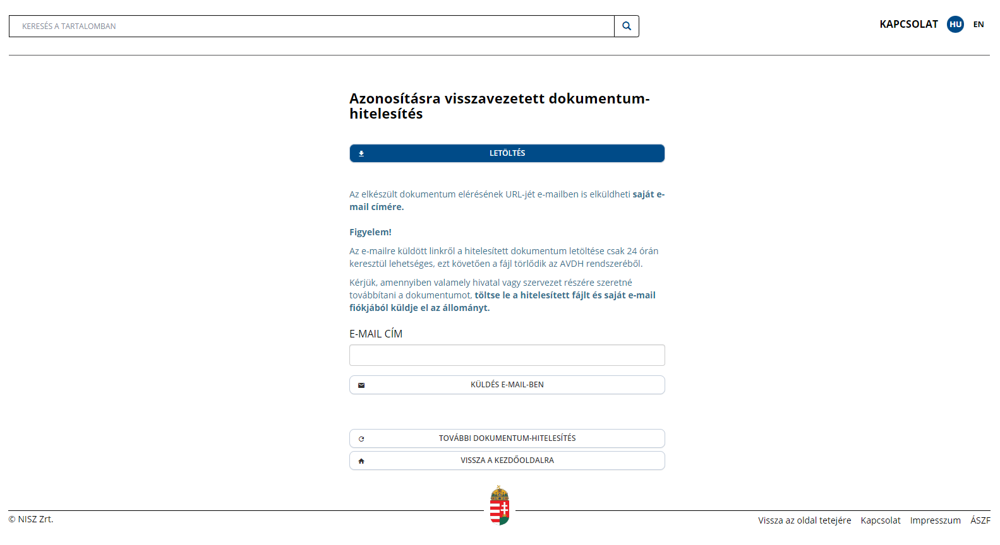 KERESÉS A TARTALOMBAN
KAPCSOLAT HU EN
Azonosításra visszavezetett dokumentum-
hitelesítés
LETÖLTÉS
Az elkészült dokumentum elérésének URL-jét e-mailben is elküldheti saját e-
mail címére.
Figyelem!
Az e-mailre küldött linkről a hitelesített dokumentum letöltése csak 24 órán
keresztül lehetséges, ezt követően a fájl törlődik az AVDH rendszeréből.
Kérjük, amennyiben valamely hivatal vagy szervezet részére szeretné
továbbítani a dokumentumot, töltse le a hitelesített fájlt és saját e-mail
fiókjából küldje el az állományt.
E-MAIL CÍM
KÜLDÉS E-MAIL-BEN
TOVÁBBI DOKUMENTUM-HITELESÍTÉS
VISSZA A KEZDŐOLDALRA
© NISZ Zrt.
Vissza az oldal tetejére Kapcsolat Impresszum ÁSZF